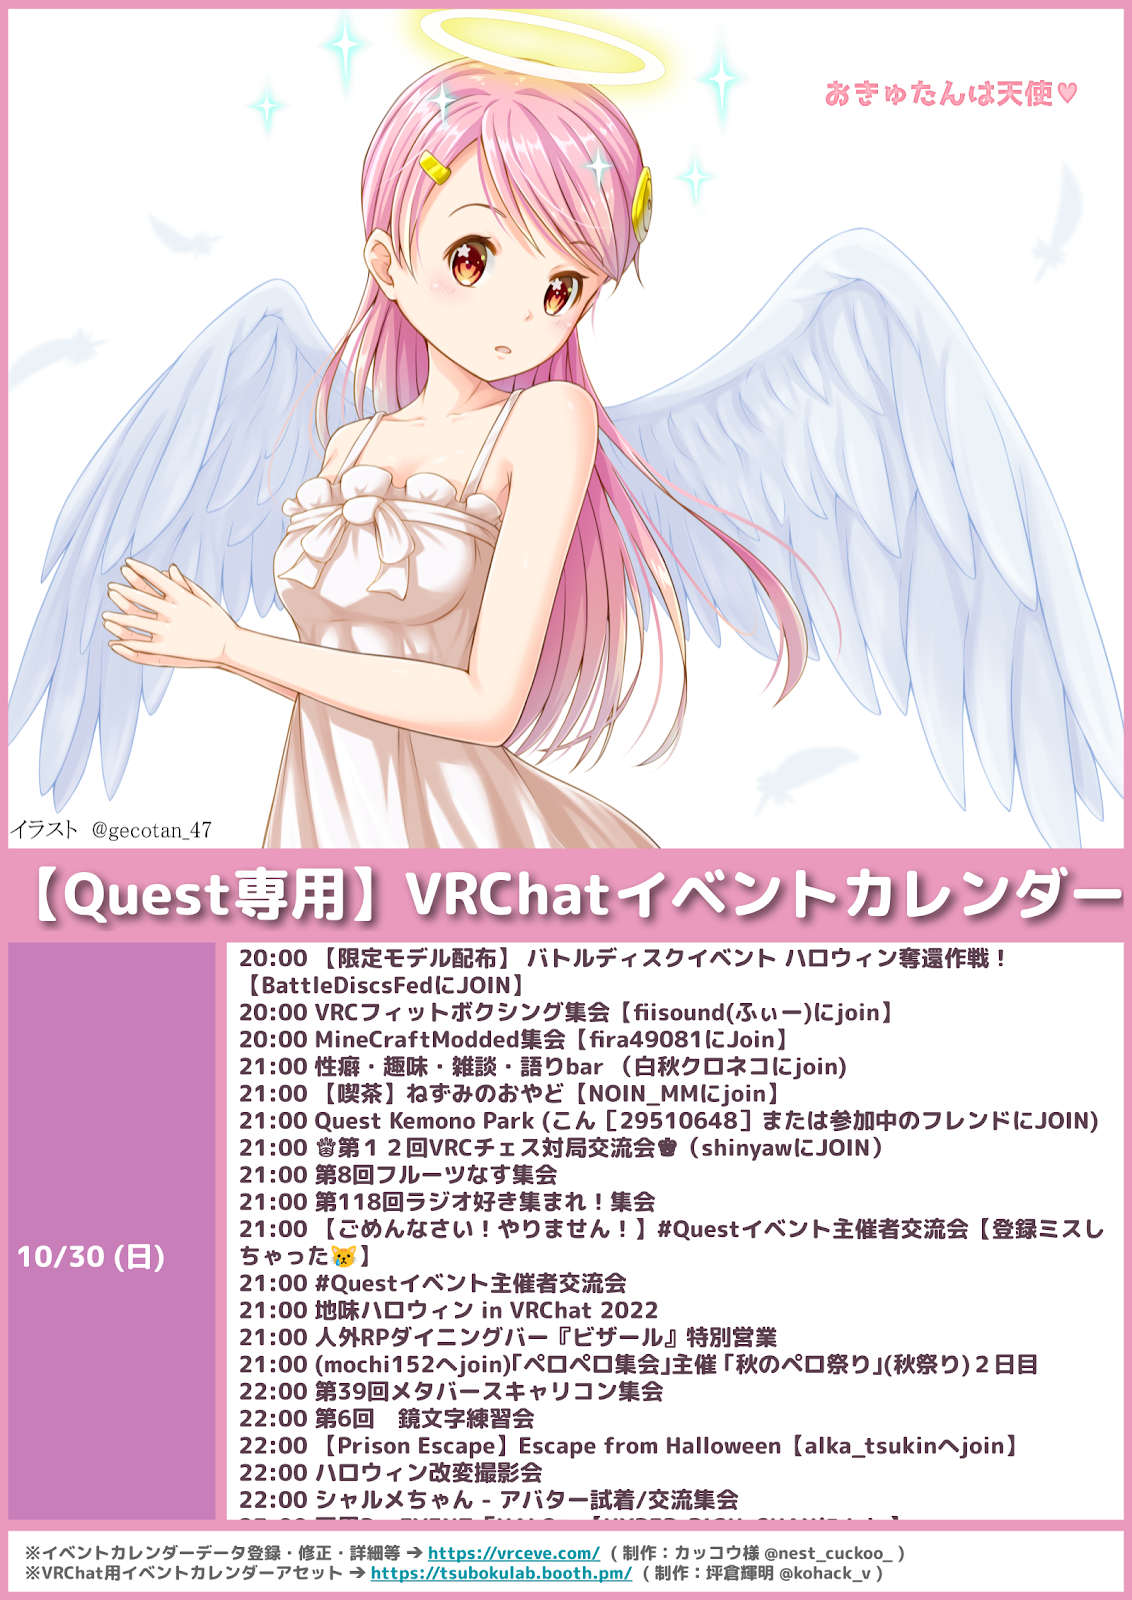 おきゅたんは天使♥
イラスト @gecotan_47
【Quest専用】VRChatイベントカレンダー
10/30 (日)
20:00 【限定モデル配布】 バトルディスクイベント ハロウィン奪還作戦！
【BattleDiscsFedにJOIN】
20:00 VRCフィットボクシング集会【fiisound(ふぃー)にjoin】
20:00 MineCraftModded集会【fira49081にJoin】
21:00 性癖・趣味・雑談・語りbar （白秋クロネコにjoin)
21:00 【喫茶】ねずみのおやど【NOIN_MMにjoin】
21:00 Quest Kemono Park (こん［29510648］または参加中のフレンドにJOIN)
21:00 ♕第１２回VRCチェス対局交流会♚（shinyawにJOIN）
21:00 第8回フルーツなす集会
21:00 第118回ラジオ好き集まれ！集会
21:00 【ごめんなさい！やりません！】#Questイベント主催者交流会【登録ミスし
ちゃった😿】
21:00 #Questイベント主催者交流会
21:00 地味ハロウィン in VRChat 2022
21:00 人外RPダイニングバー『ビザール』特別営業
21:00 (mochi152へjoin)｢ペロペロ集会｣主催 ｢秋のペロ祭り｣(秋祭り)２日目
22:00 第39回メタバースキャリコン集会
22:00 第6回　鏡文字練習会
22:00 【Prison Escape】Escape from Halloween【alka_tsukinへjoin】
22:00 ハロウィン改変撮影会
22:00 シャルメちゃん - アバター試着/交流集会
※イベントカレンダーデータ登録・修正・詳細等 ➔ https://vrceve.com/ （ 制作：カッコウ様 @nest_cuckoo_ ）
※VRChat用イベントカレンダーアセット ➔ https://tsubokulab.booth.pm/ （ 制作：坪倉輝明 @kohack_v ）